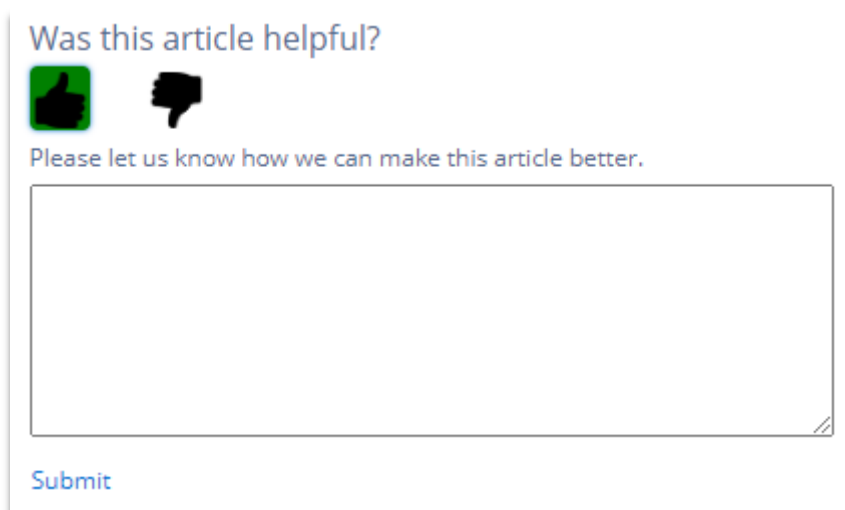 Was this article helpful?
Please let us know how we can make this article better.
Submit